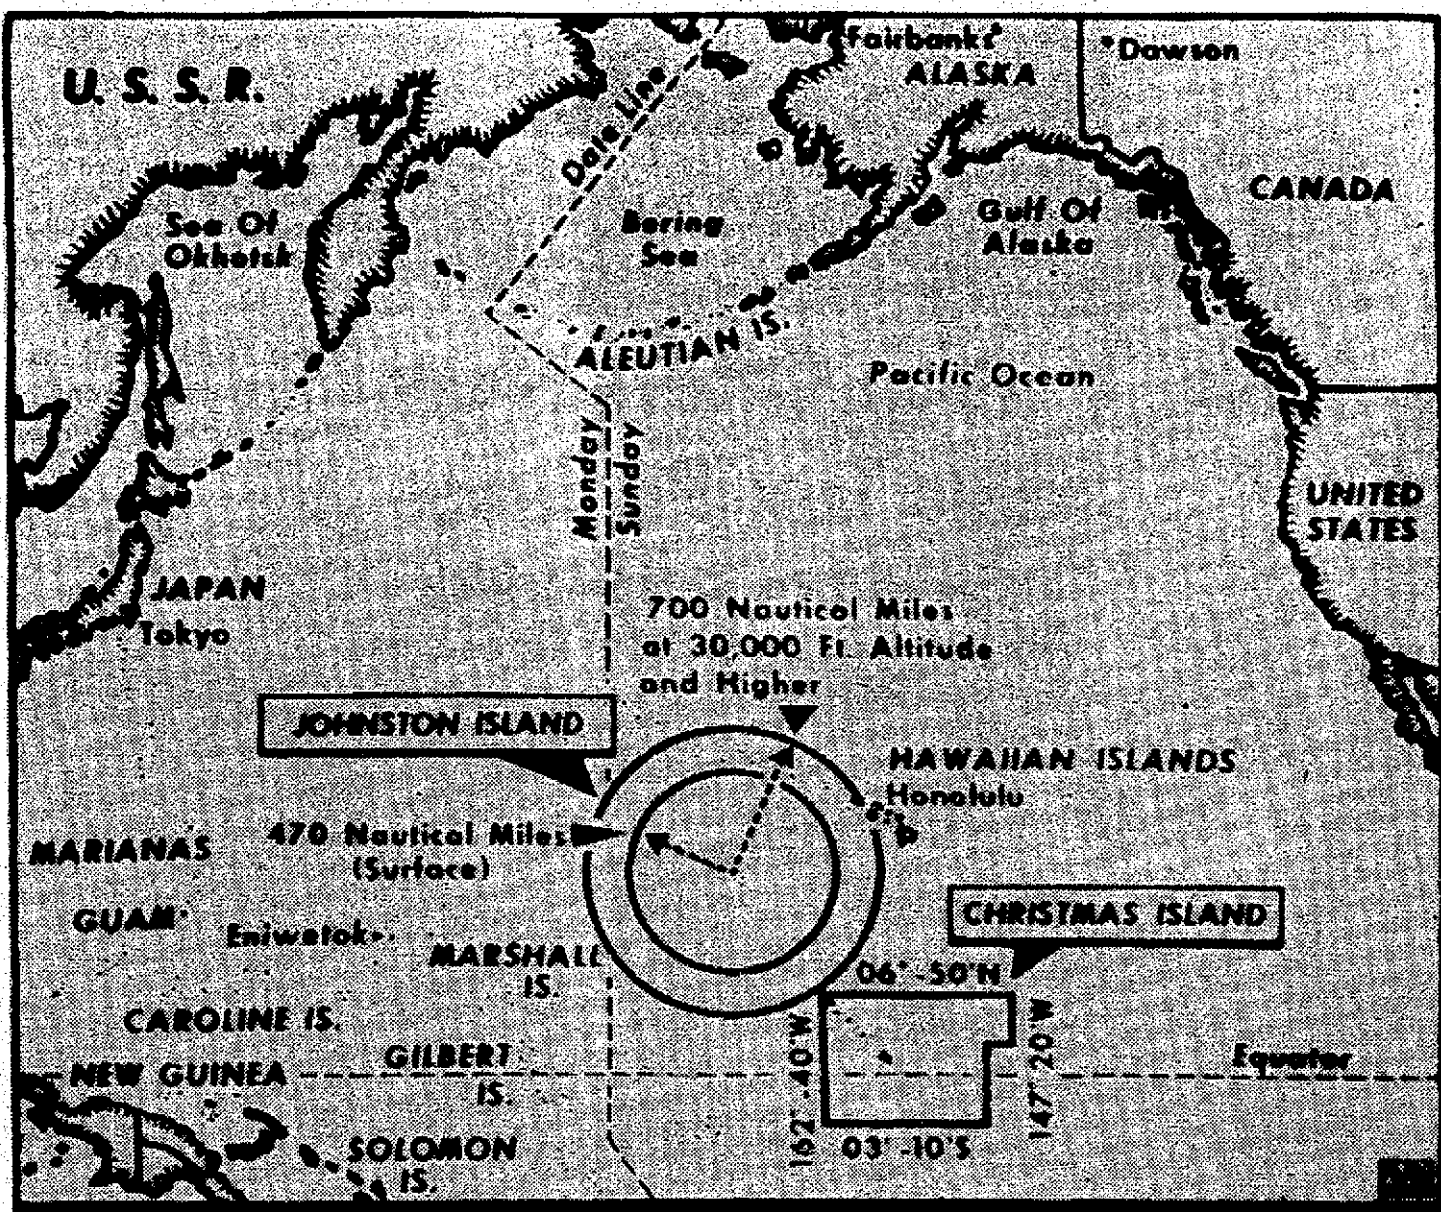 Fairbanks
ALASKA
Dawson
U. S. S. R.
Date Line
CANADA
Sea Of
Okhotsk
Bering
Sea
Gulf Of
Alaska
ALEUTIAN IS.
Pacific Ocean
Monday
Sunday
UNITED
STATES
JAPAN
Tokyo
700 Nautical Miles
at 30,000 Ft. Altitude
and Higher
JOHNSTON ISLAND
HAWAIIAN ISLANDS
Honolulu
470 Nautical Miles
(Surface)
MARIANAS
GUAM
Eniwetok
MARSHALL
IS.
CHRISTMAS ISLAND
06°-50'N
CAROLINE IS.
162°-40'W
147°20'W
GILBERT
IS.
Equator
NEW GUINEA
SOLOMON
IS.
03°-10'S